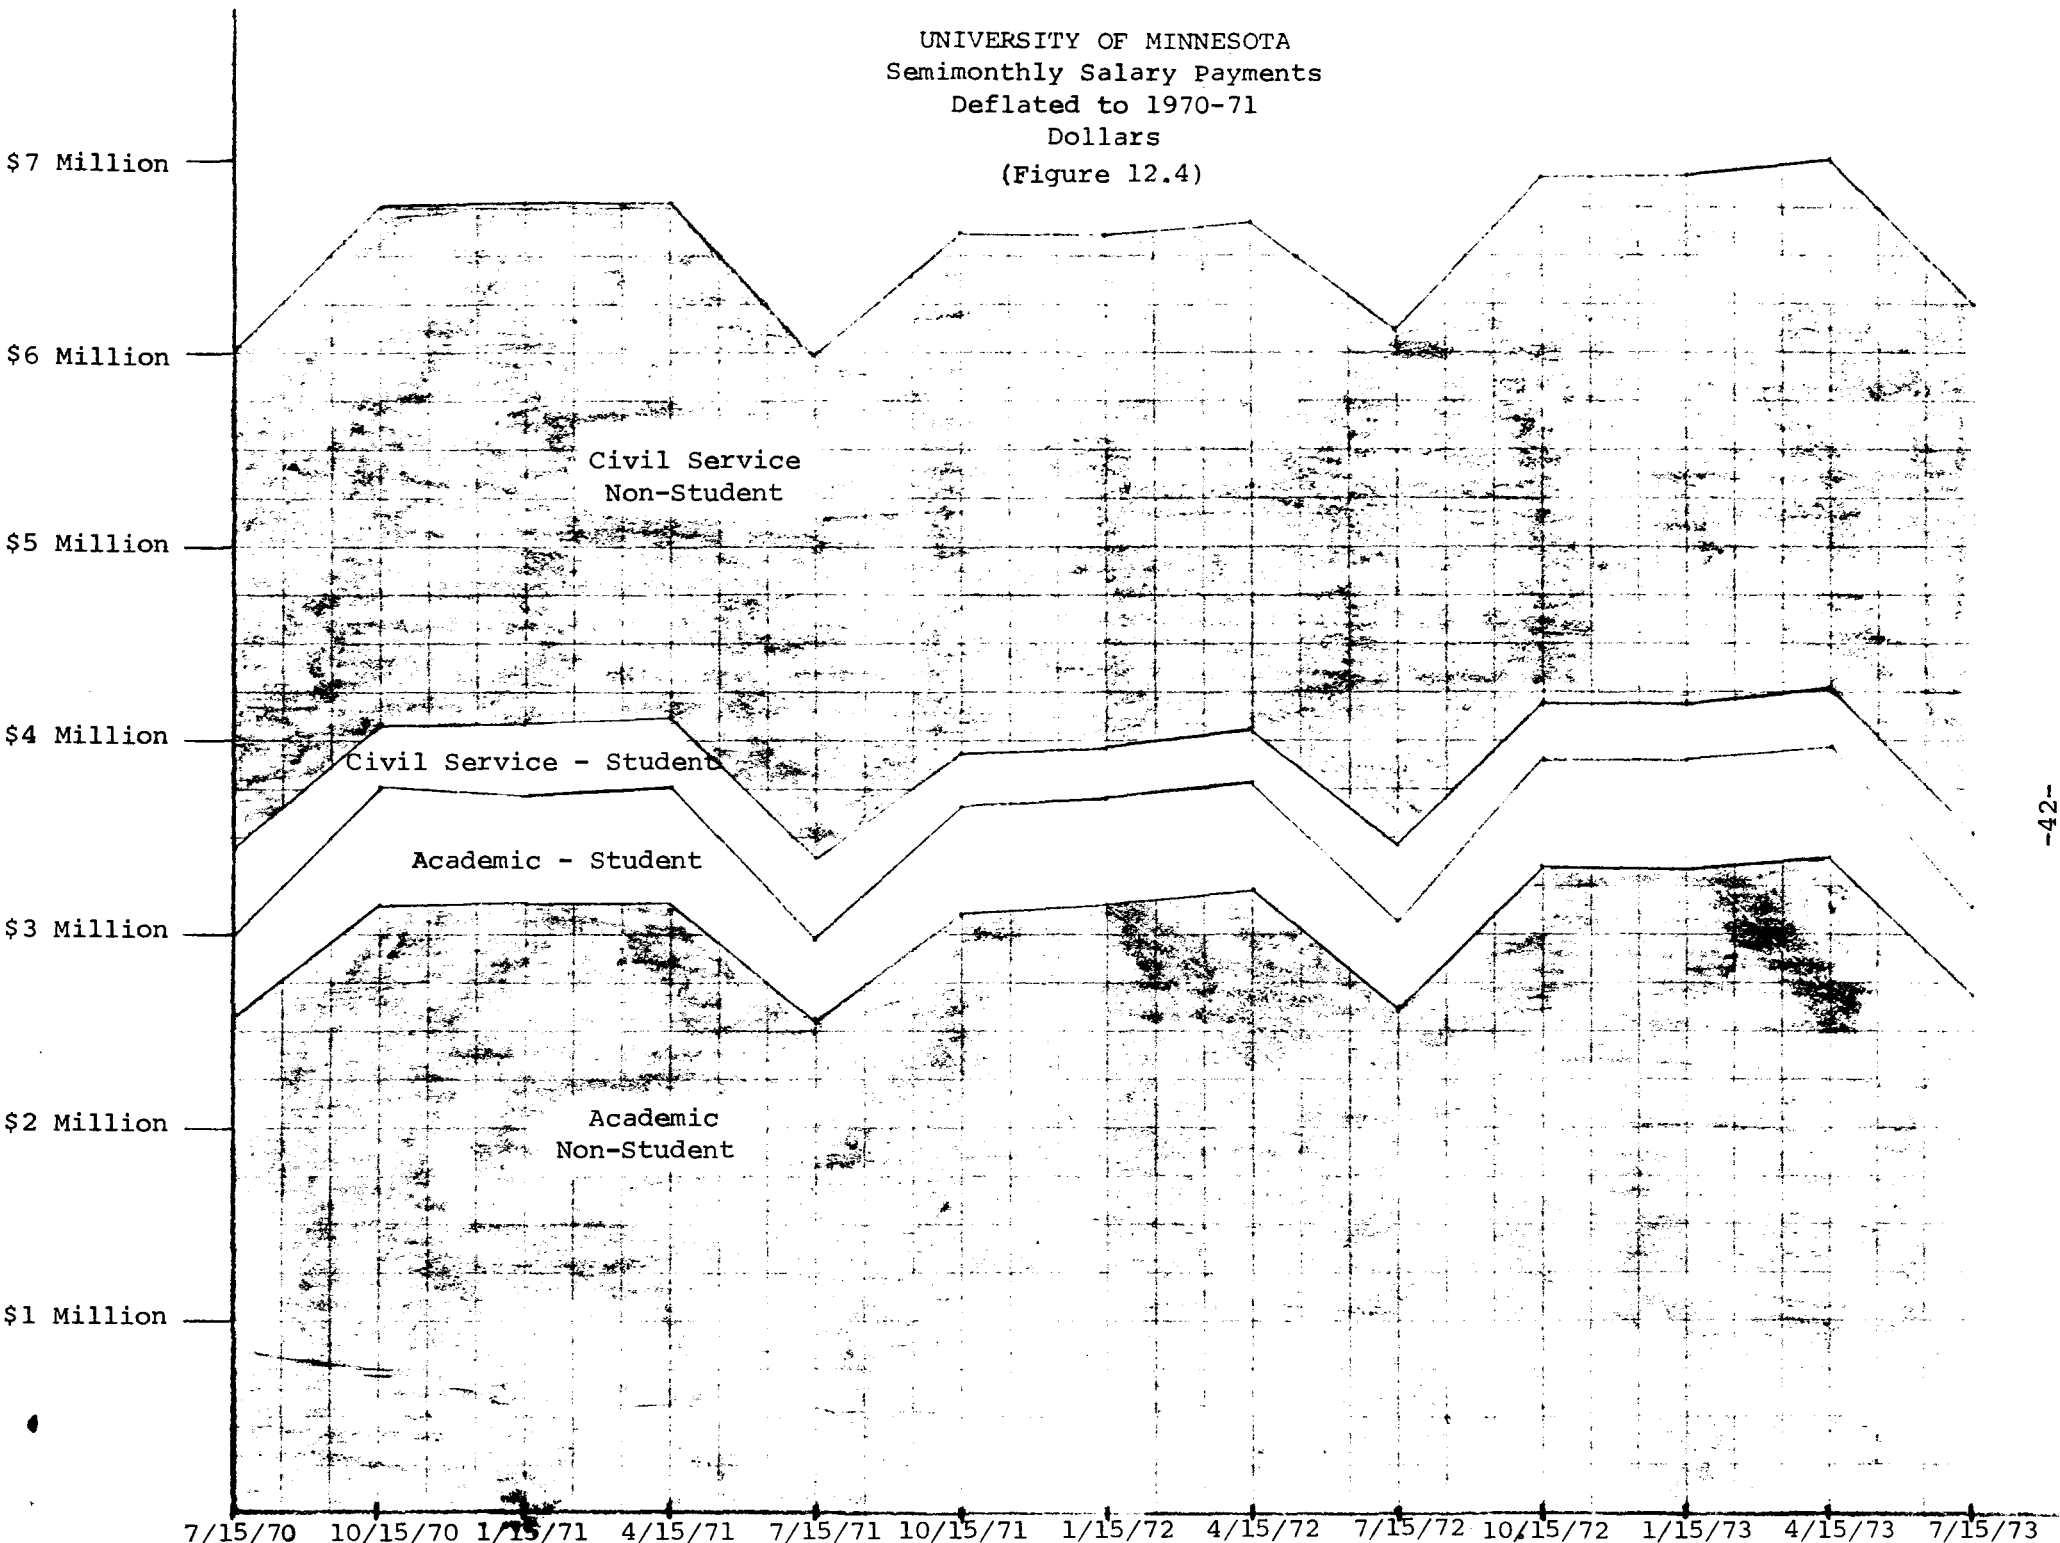 UNIVERSITY OF MINNESOTA
Semimonthly Salary Payments
Deflated to 1970-71
Dollars
(Figure 12.4)
$7 Million
$6 Million
Civil Service
Non-Student
$5 Million
$4 Million
Civil Service - Student
-42-
Academic - Student
$3 Million
$2 Million
Academic
Non-Student
$1 Million
7/15/70 10/15/70 1/15/71 4/15/71 7/15/71 10/15/71 1/15/72 4/15/72 7/15/72 10/15/72 1/15/73 4/15/73 7/15/73